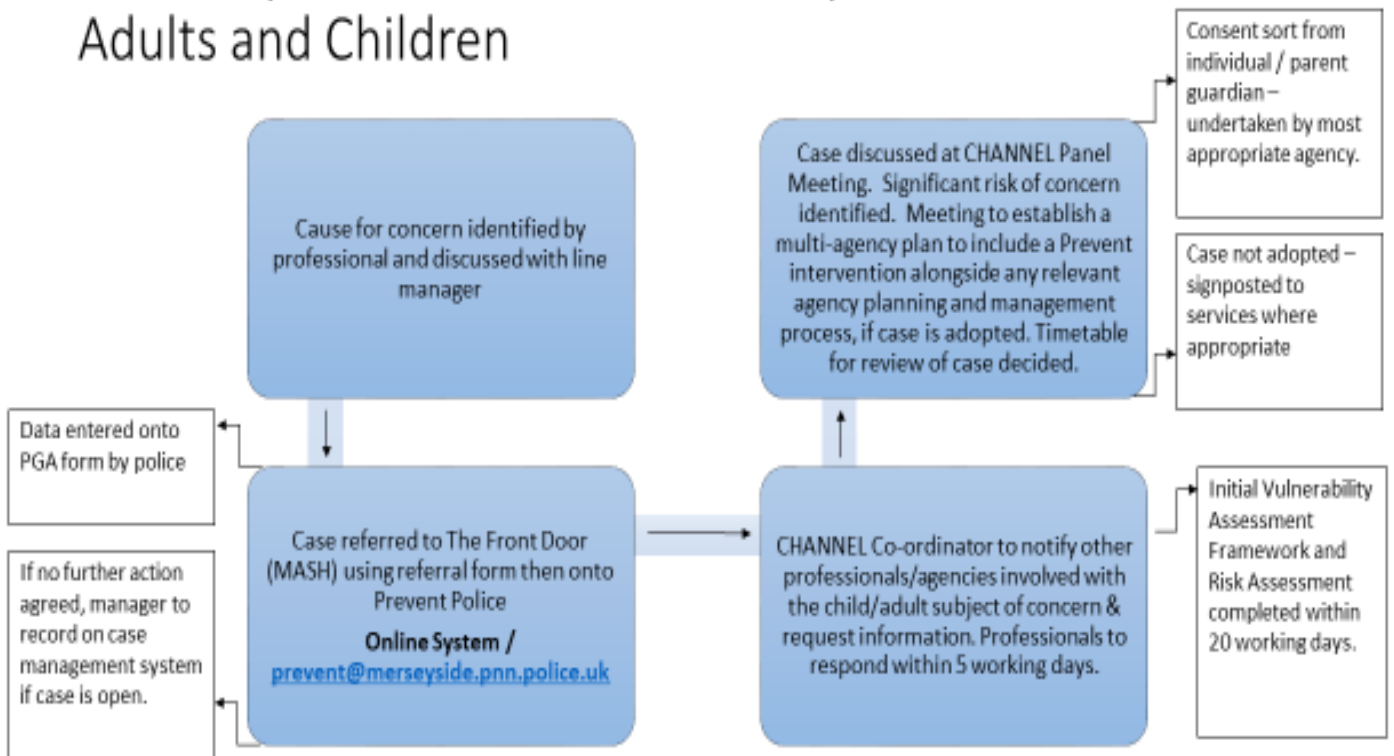 Adults and Children
Cause for concern identified by
professional and discussed with line
manager
Data entered onto
PGA form by police
If no further action
agreed, manager to
record on case
management system
if case is open.
Case referred to The Front Door
(MASH) using referral form then onto
Prevent Police
Online System /
prevent@merseyside.pnn.police.uk
CHANNEL Co-ordinator to notify other
professionals/agencies involved with
the child/adult subject of concern &
request information. Professionals to
respond within 5 working days.
Initial Vulnerability
Assessment
Framework and
Risk Assessment
completed within
20 working days.
Case discussed at CHANNEL Panel
Meeting. Significant risk of concern
identified. Meeting to establish a
multi-agency plan to include a Prevent
intervention alongside any relevant
agency planning and management
process, if case is adopted. Timetable
for review of case decided.
Consent sort from
individual / parent
guardian –
undertaken by most
appropriate agency.
Case not adopted –
signposted to
services where
appropriate